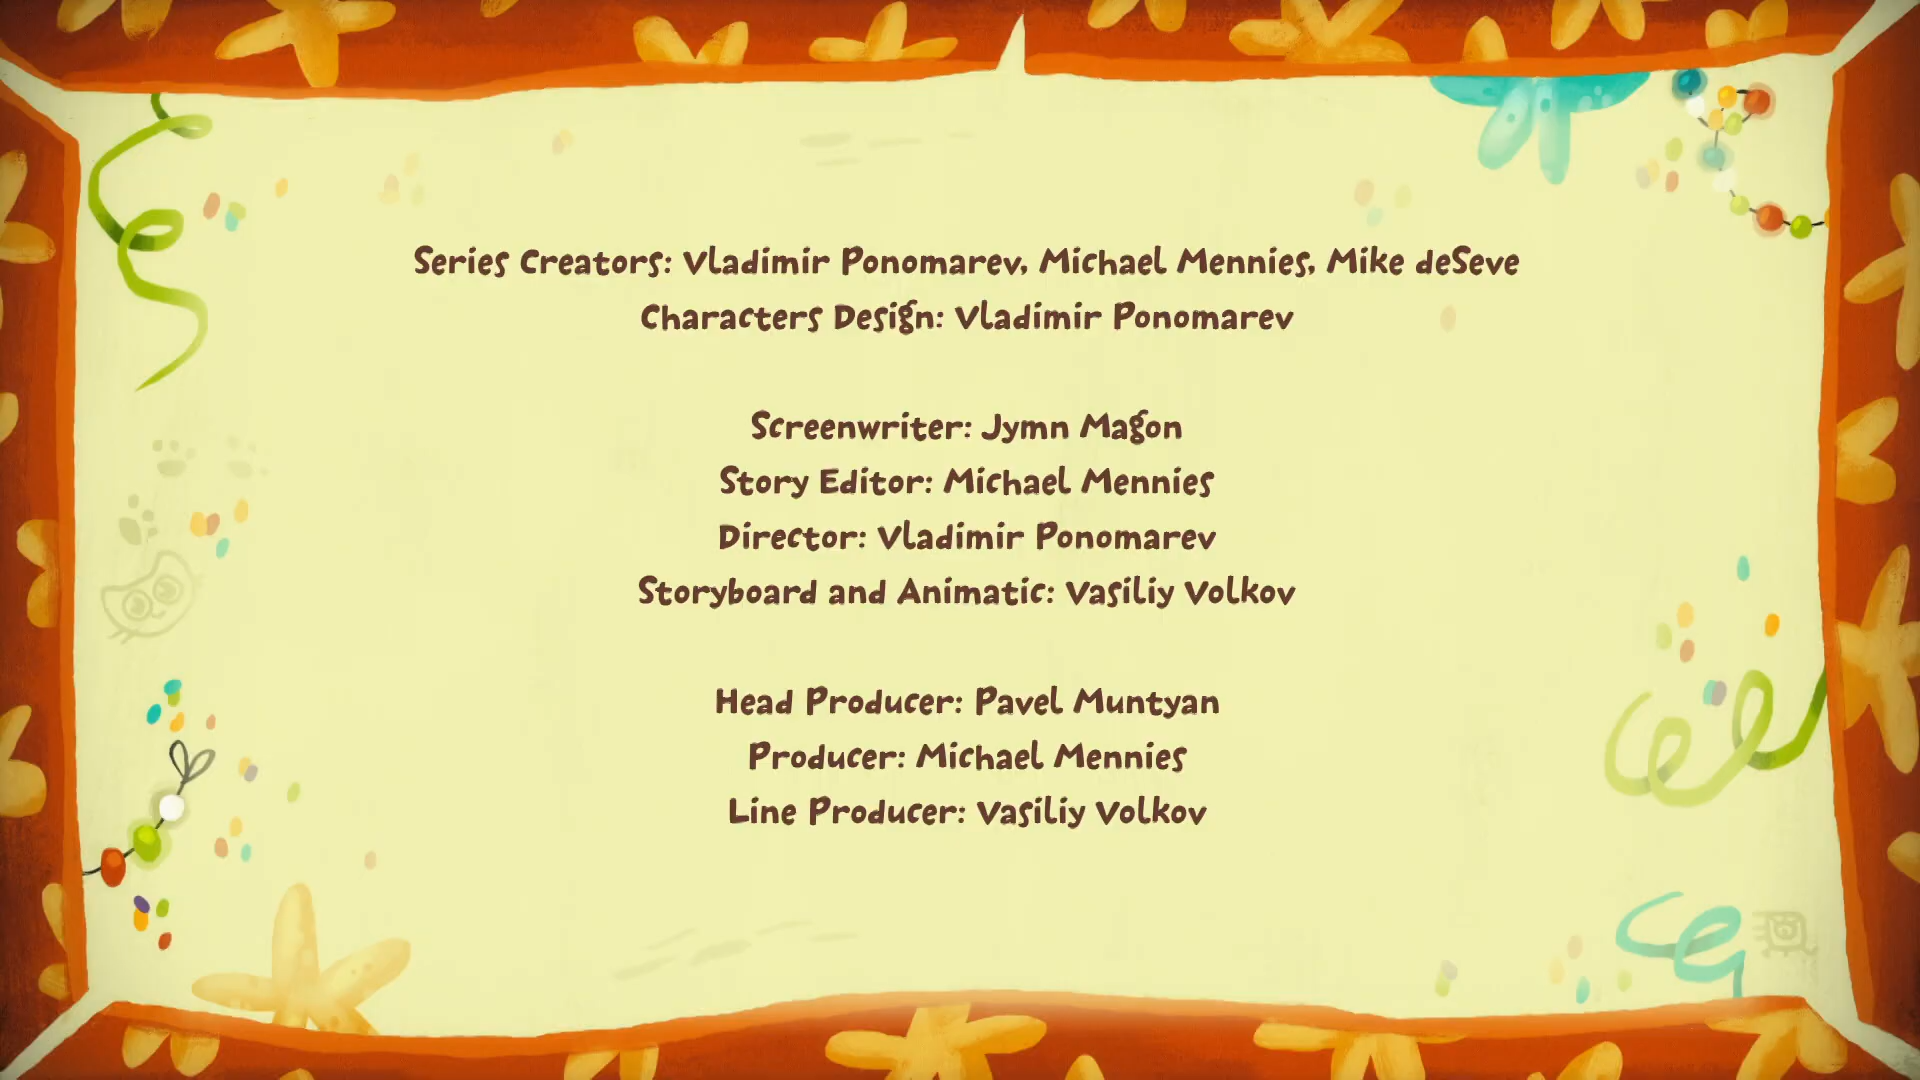 Series Creators: Vladimir Ponomarev, Michael Mennies, Mike deSeve
Characters Design: Vladimir Ponomarev
Screenwriter: Jymn Magon
Story Editor: Michael Mennies
Director: Vladimir Ponomarev
Storyboard and Animatic: Vasiliy Volkov
Head Producer: Pavel Muntyan
Producer: Michael Mennies
Line Producer: Vasiliy Volkov